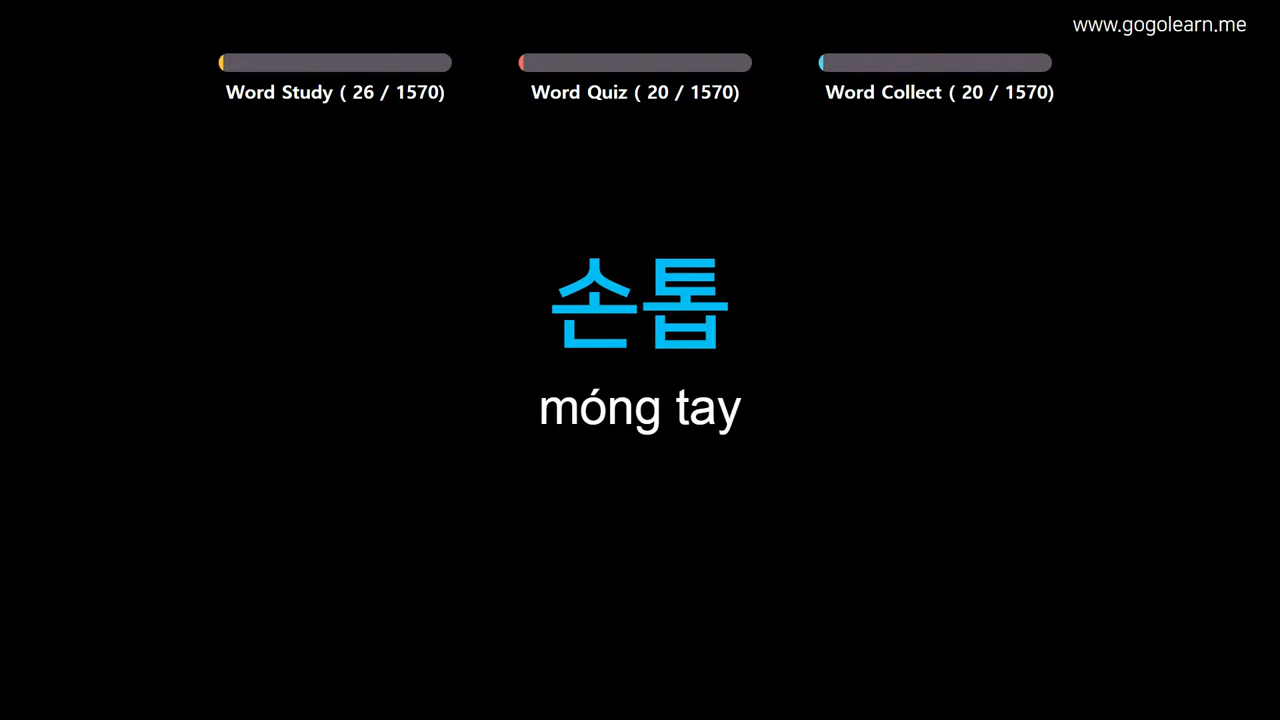 www.gogolearn.me
Word Study ( 26 / 1570)
Word Quiz ( 20 / 1570)
Word Collect ( 20 / 1570)
손톱
móng tay